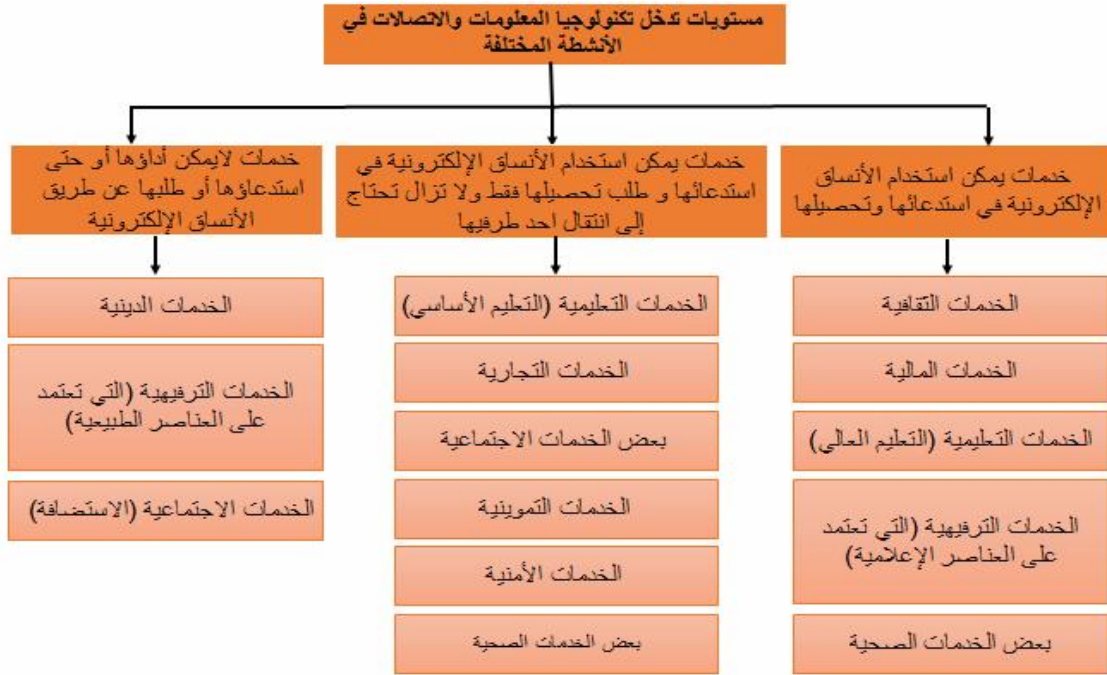 مستويات تدخل تكنولوجيا المعلومات والاتصالات في
الأنشطة المختلفة
خدمات يمكن استخدام الأنساق
الإلكترونية في استدعائها وتحصيلها
الخدمات الثقافية
الخدمات المالية
الخدمات التعليمية (التعليم العالي)
الخدمات الترفيهية (التي تعتمد
على العناصر الإعلامية)
بعض الخدمات الصحية
خدمات يمكن استخدام الأنساق الإلكترونية في
استدعائها و طلب تحصيلها فقط ولا تزال تحتاج
إلى انتقال احد طرفيها
الخدمات التعليمية (التعليم الأساسي)
الخدمات التجارية
بعض الخدمات الاجتماعية
الخدمات التموينية
الخدمات الأمنية
بعض الخدمات الصحية
خدمات لايمكن أداؤها أو حتى
استدعاؤها أو طلبها عن طريق
الأنساق الإلكترونية
الخدمات الدينية
الخدمات الترفيهية (التي تعتمد
على العناصر الطبيعية)
الخدمات الاجتماعية (الاستضافة)